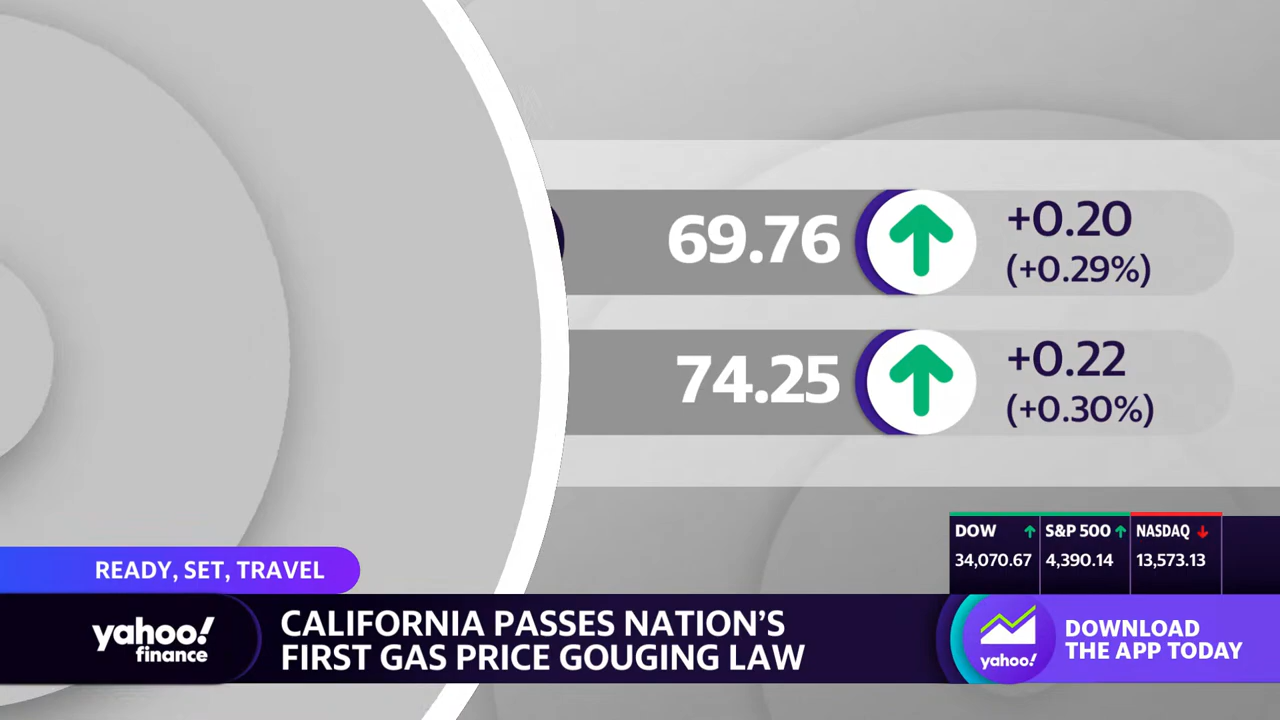 69.76
+0.20
(+0.29%)
74.25
+0.22
(+0.30%)
DOW
34,070.67
S&P 500
4,390.14
NASDAQ
13,573.13
READY, SET, TRAVEL
yahoo!
finance
CALIFORNIA PASSES NATION'S
FIRST GAS PRICE GOUGING LAW
yahoo!
DOWNLOAD
THE APP TODAY